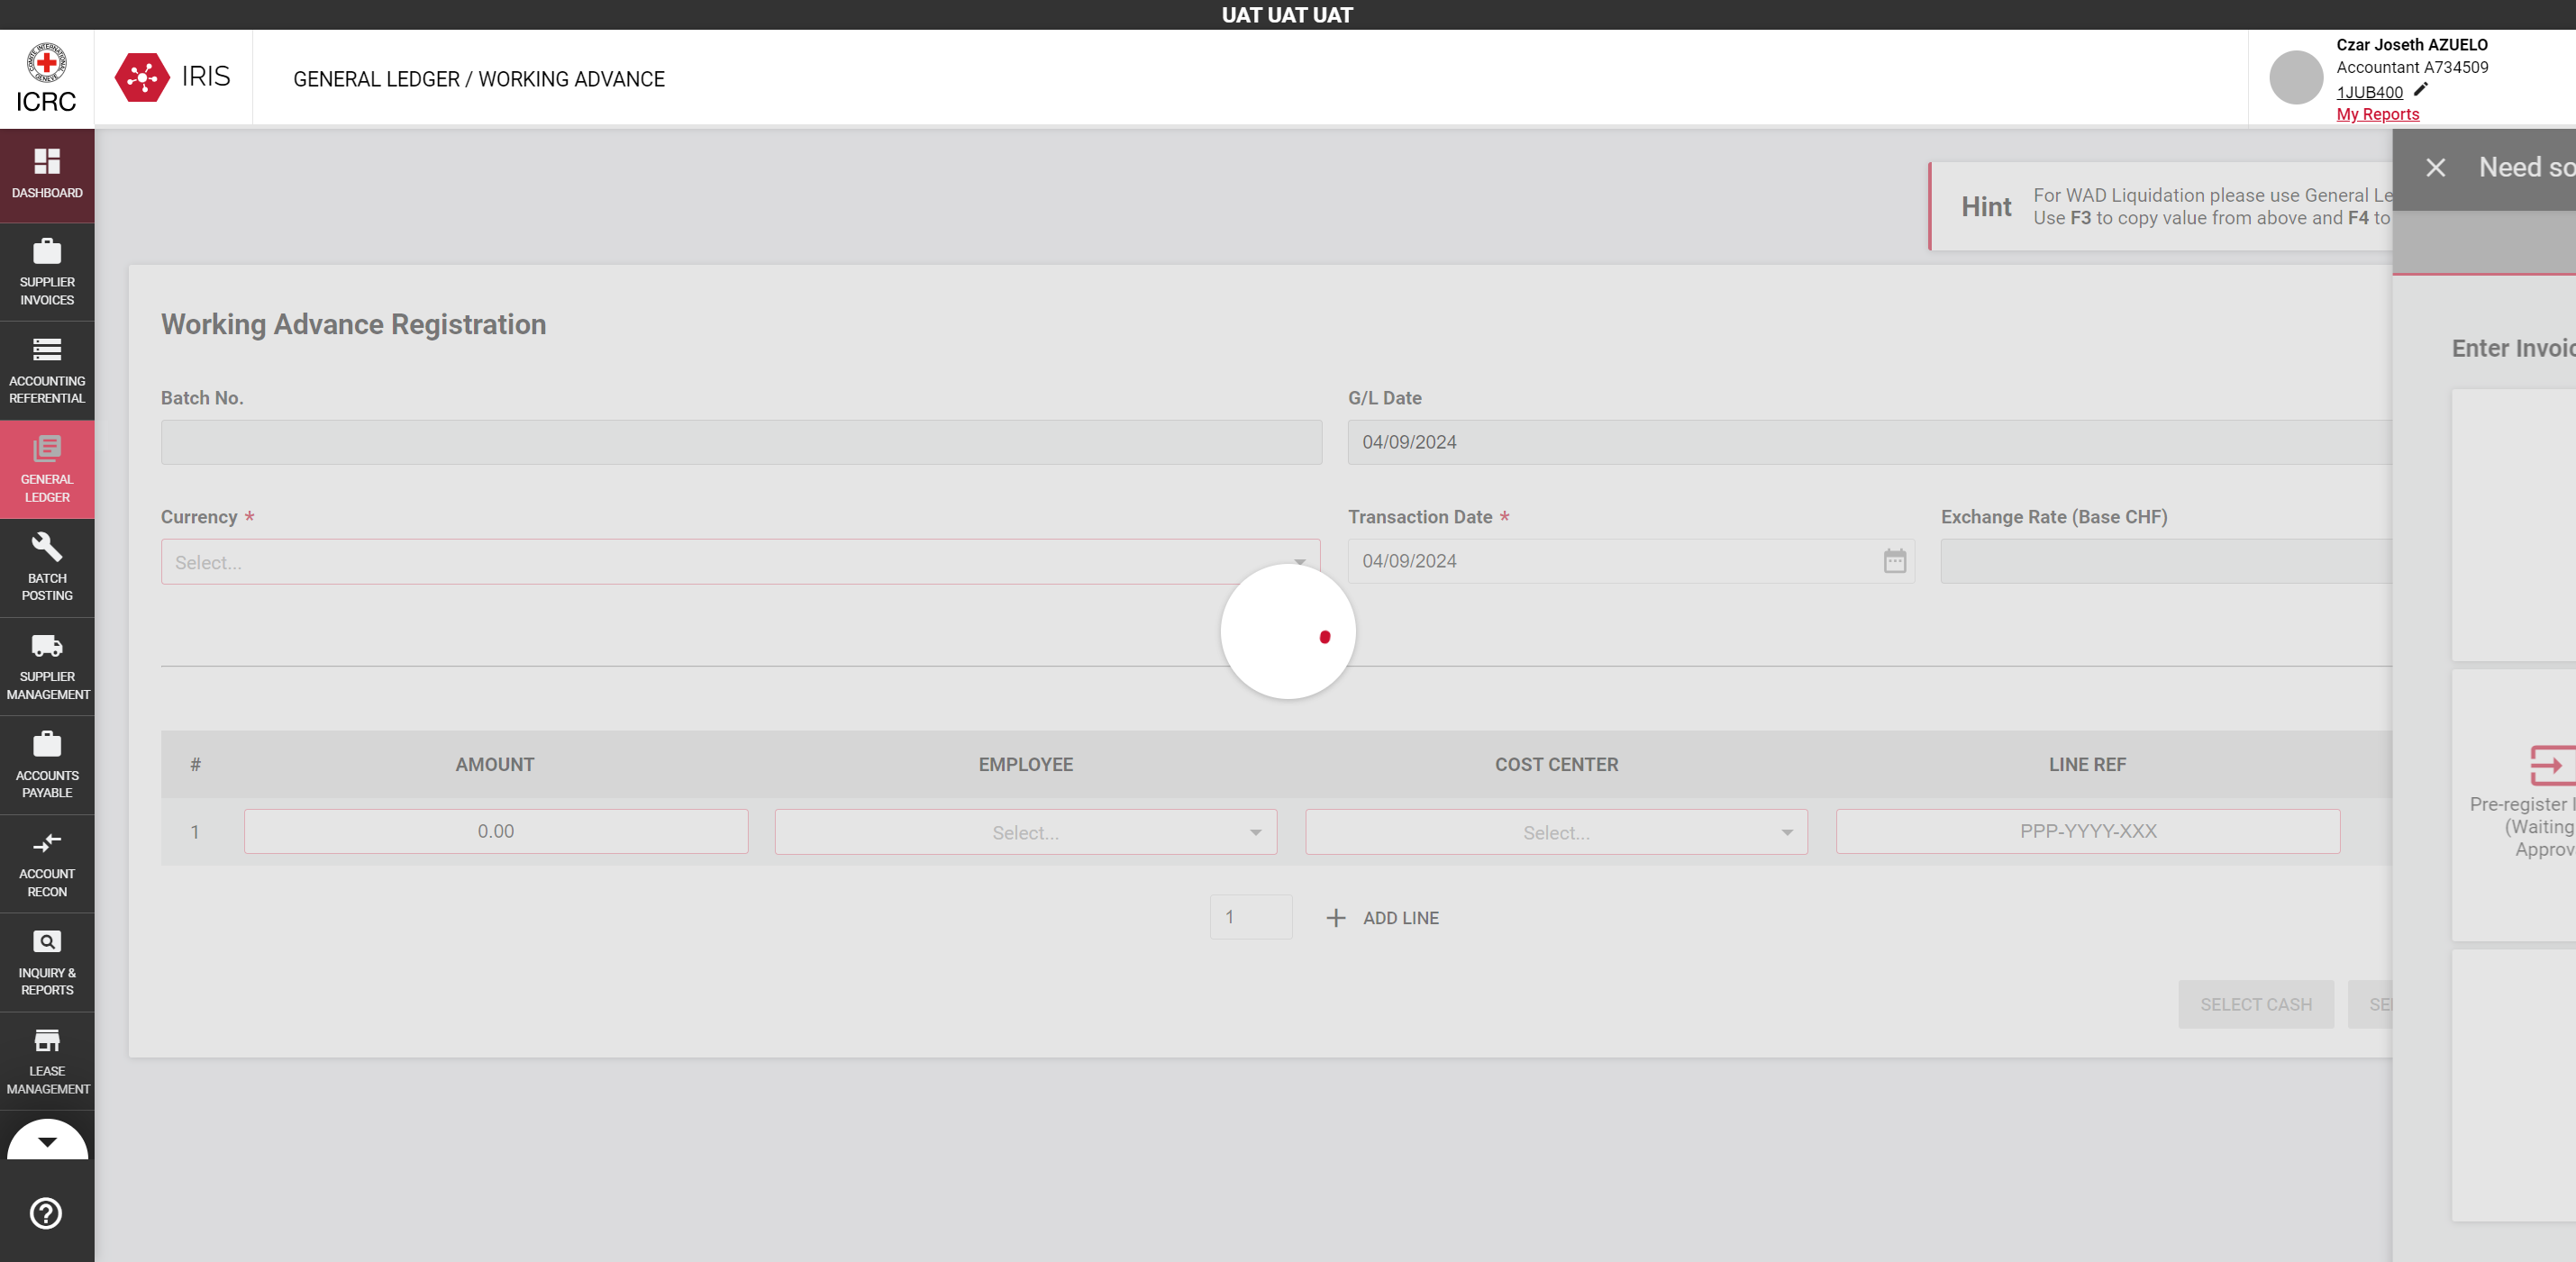 UAT UAT UAT
ICRC
IRIS
GENERAL LEDGER / WORKING ADVANCE
Czar Joseth AZUELO
Accountant A734509
1JUB400
My Reports
DASHBOARD
SUPPLIER
INVOICES
ACCOUNTING
REFERENTIAL
GENERAL
LEDGER
BATCH
POSTING
SUPPLIER
MANAGEMENT
ACCOUNTS
PAYABLE
ACCOUNT
RECON
INQUIRY &
REPORTS
LEASE
MANAGEMENT
Hint
For WAD Liquidation please use General Le
Use F3 to copy value from above and F4 to
Need so
Enter Invoic
Working Advance Registration
Batch No.
G/L Date
04/09/2024
Currency *
Transaction Date *
Exchange Rate (Base CHF)
Select...
04/09/2024
# AMOUNT EMPLOYEE COST CENTER LINE REF
1 0.00 Select... Select... PPP-YYYY-XXX
1 + ADD LINE
SELECT CASH
SEL
Pre-register I
(Waiting
Approv